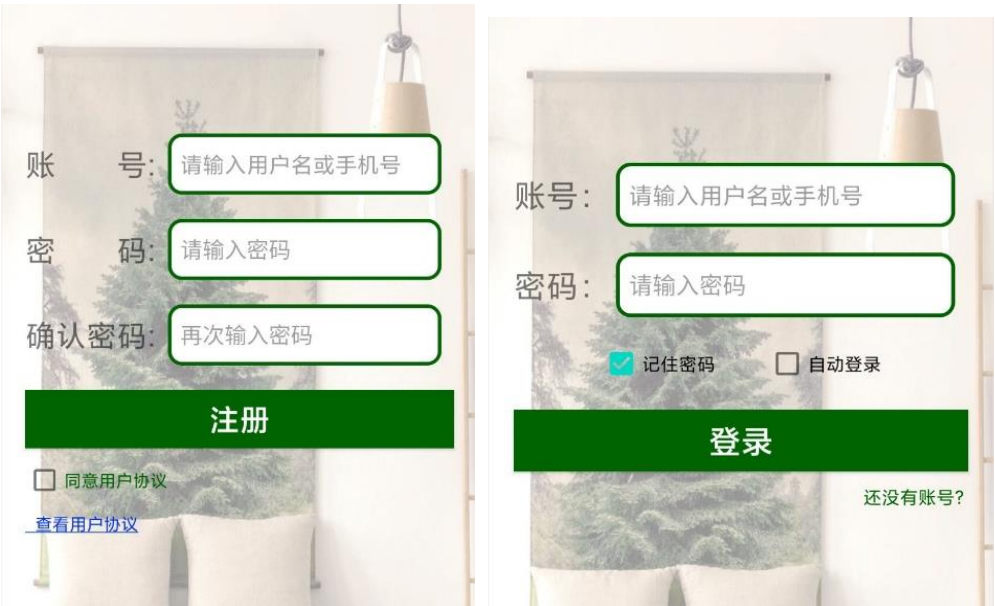 账 号:
请输入用户名或手机号
密 码:
请输入密码
确认密码:
再次输入密码
注册
同意用户协议
查看用户协议
账号：
请输入用户名或手机号
密码：
请输入密码
记住密码
自动登录
登录
还没有账号?